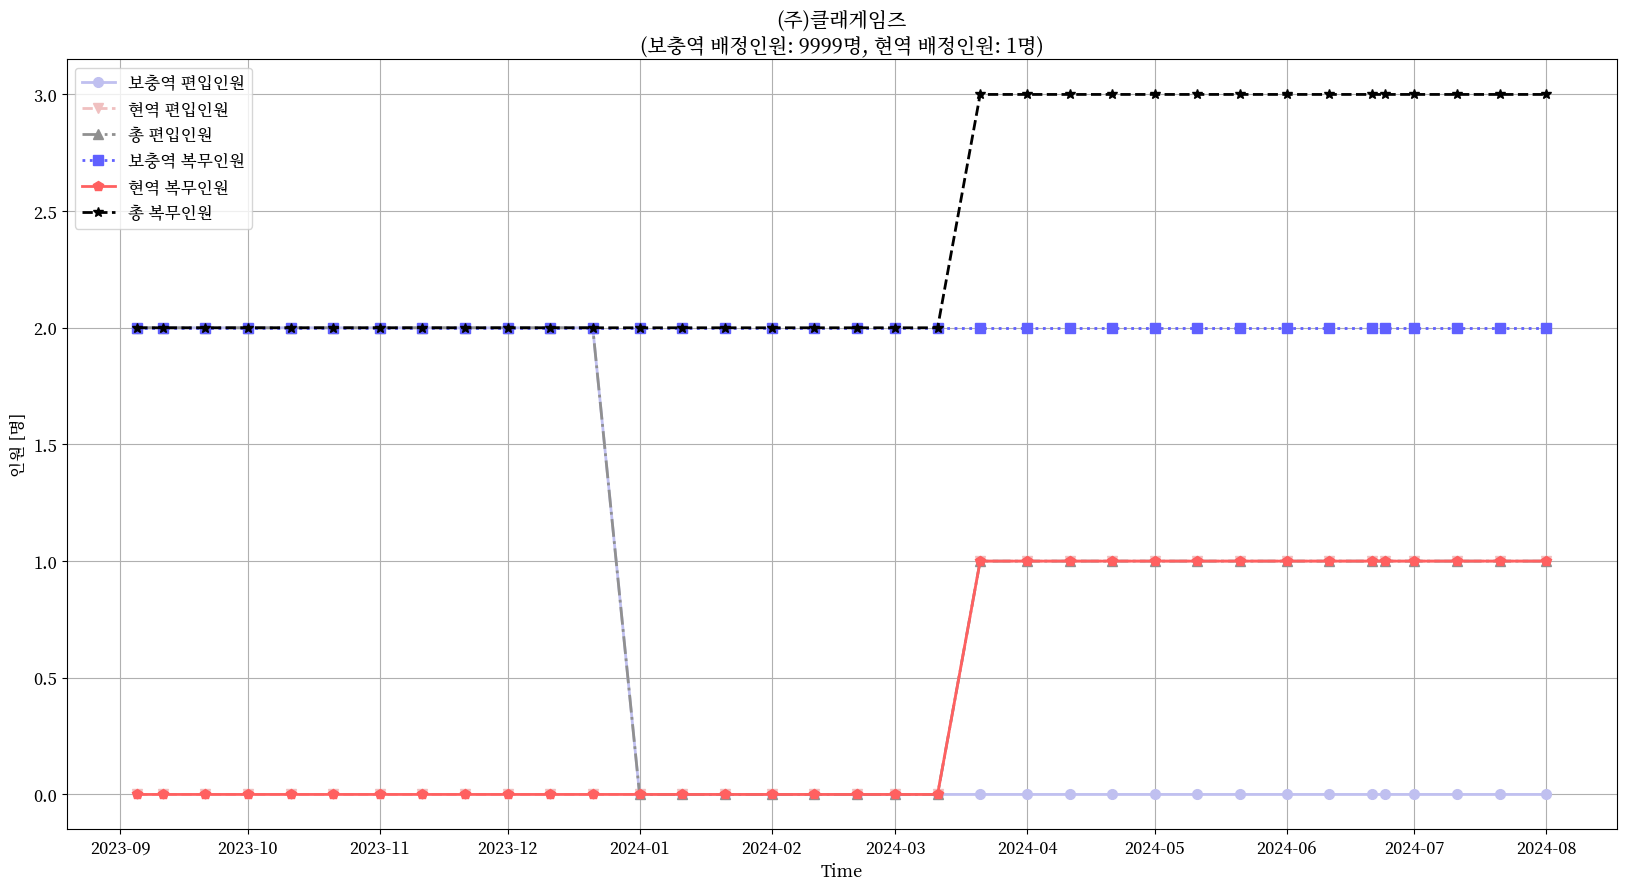 (주)클래게임즈
(보충역 배정인원: 9999명, 현역 배정인원: 1명)
보충역 편입인원
현역 편입인원
총 편입인원
보충역 복무인원
현역 복무인원
총 복무인원
3.0
2.5
2.0
1.5
1.0
0.5
0.0
인원 [명]
2023-09 2023-10 2023-11 2023-12 2024-01 2024-02 2024-03 2024-04 2024-05 2024-06 2024-07 2024-08
Time